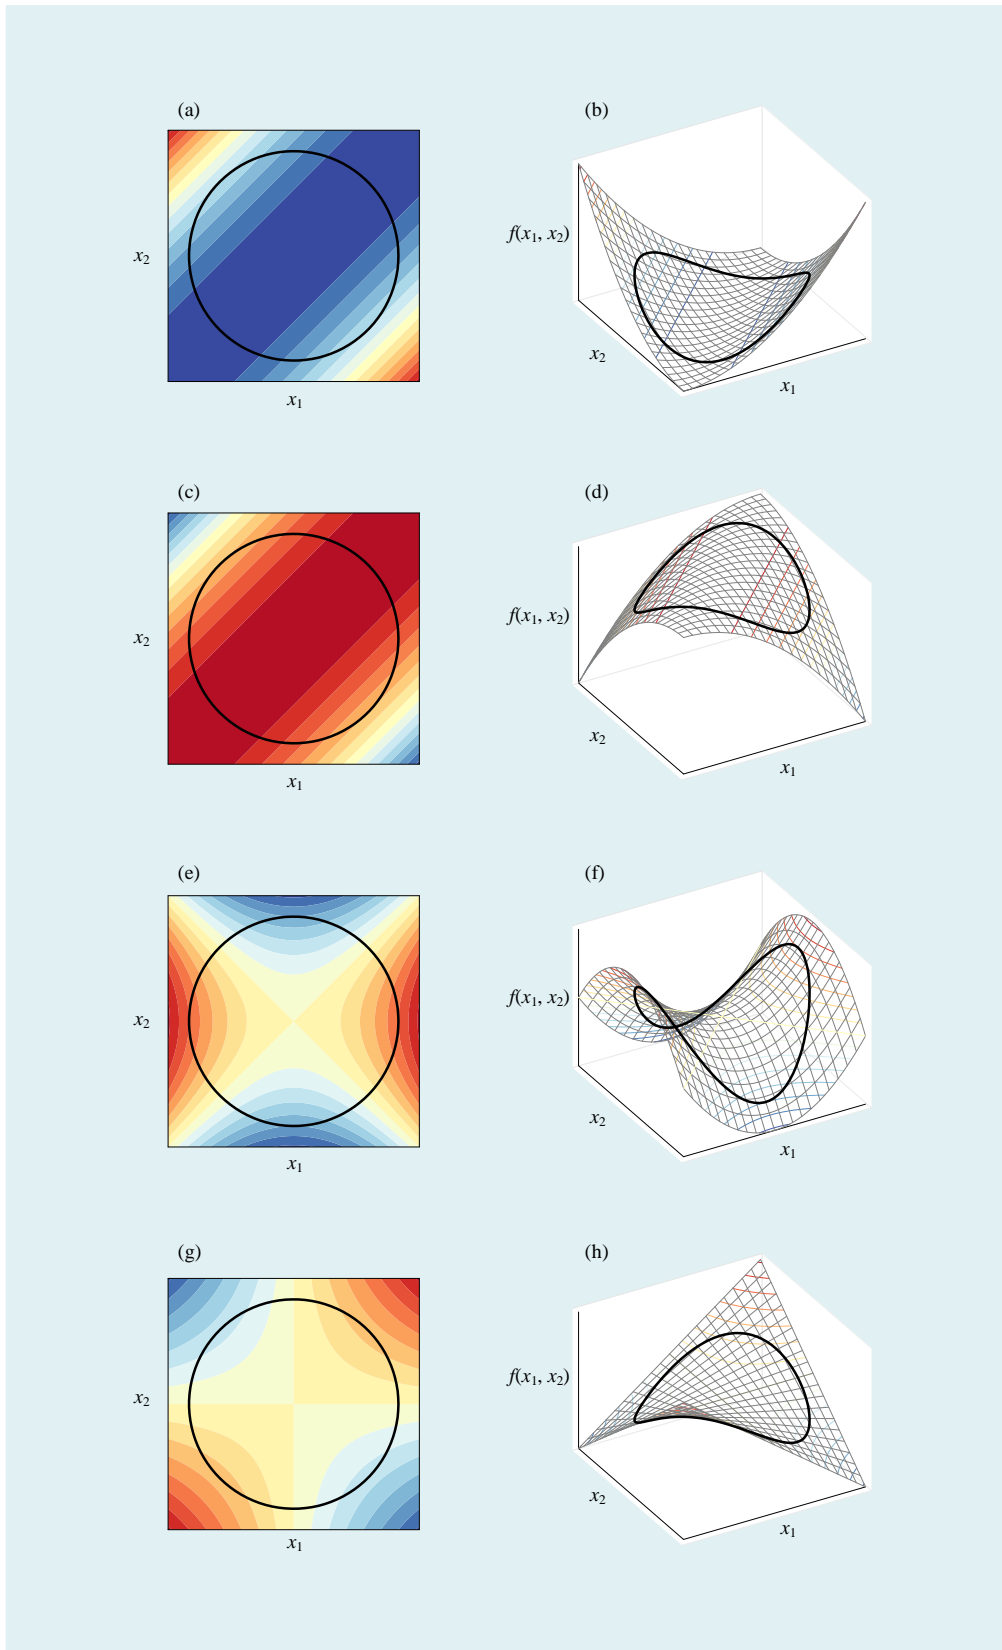 (a)
x₂
x₁
(b)
f(x₁, x₂)
x₂
x₁
(c)
x₂
x₁
(d)
f(x₁, x₂)
x₂
x₁
(e)
x₂
x₁
(f)
f(x₁, x₂)
x₂
x₁
(g)
x₂
x₁
(h)
f(x₁, x₂)
x₂
x₁